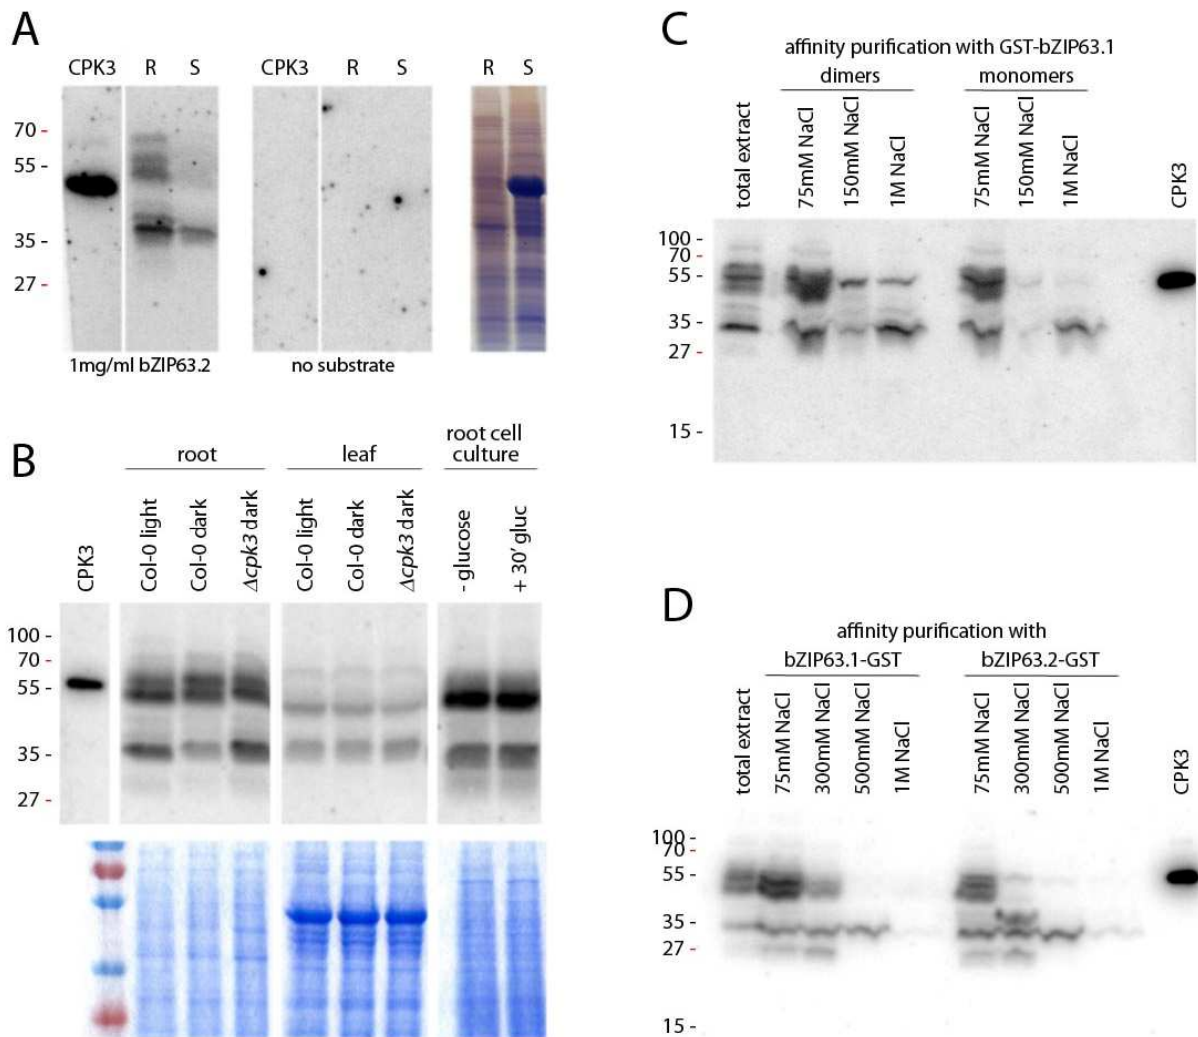 A
CPK3 R S
CPK3 R S
R S
70 -
55 -
35 -
27 -
1mg/ml bZIP63.2
no substrate
B
root
leaf
root cell
culture
CPK3
Col-0 light
Col-0 dark
Δcpk3 dark
Col-0 light
Col-0 dark
Δcpk3 dark
- glucose
+ 30' gluc
100 -
70 -
55 -
35 -
27 -
C
affinity purification with GST-bZIP63.1
dimers
monomers
total extract
75mM NaCl
150mM NaCl
1M NaCl
75mM NaCl
150mM NaCl
1M NaCl
CPK3
100 -
70 -
55 -
35 -
27 -
15 -
D
affinity purification with
bZIP63.1-GST
bZIP63.2-GST
total extract
75mM NaCl
300mM NaCl
500mM NaCl
1M NaCl
75mM NaCl
300mM NaCl
500mM NaCl
1M NaCl
CPK3
100 -
70 -
55 -
35 -
27 -
15 -